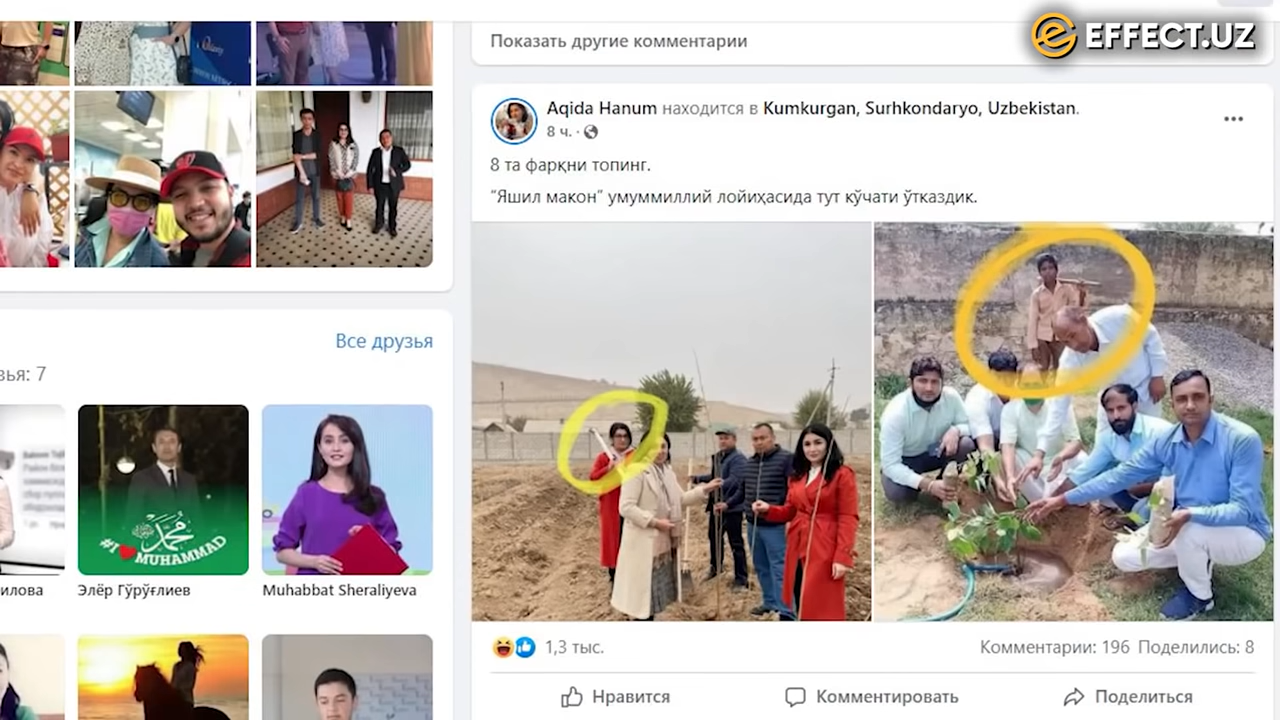 EFFECT.UZ
Показать другие комментарии
Aqida Hanum находится в Kumkurgan, Surhkondaryo, Uzbekistan.
8 ч. ·
8 та фарқни топинг.
"Яшил макон" умуммиллий лойиҳасида тут кўчати ўтказдик.
1,3 тыс.
Комментарии: 196 Поделились: 8
Нравится
Комментировать
Поделиться
Все друзья
зья: 7
#I MUHAMMAD
илова
Элёр Гўрўғлиев
Muhabbat Sheraliyeva